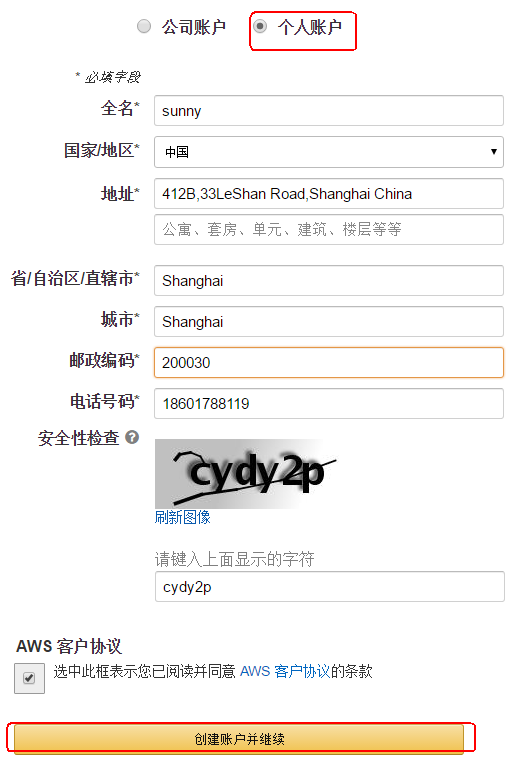 公司账户 个人账户
* 必填字段
全名* sunny
国家/地区* 中国
地址* 412B,33LeShan Road,Shanghai China
公寓、套房、单元、建筑、楼层等等
省/自治区/直辖市* Shanghai
城市* Shanghai
邮政编码* 200030
电话号码* 18601788119
安全性检查 ?
cydy2p
刷新图像
请键入上面显示的字符
cydy2p
AWS 客户协议
选中此框表示您已阅读并同意 AWS 客户协议的条款
创建账户并继续